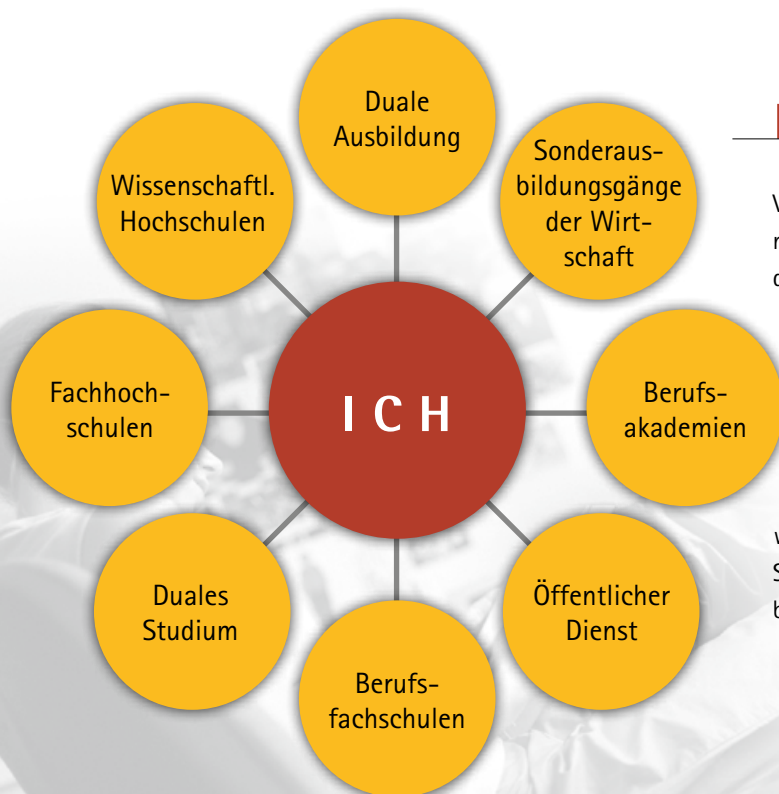 Duale
Ausbildung
Sonderaus-
bildungsgänge
der Wirt-
schaft
Berufs-
akademien
Öffentlicher
Dienst
Berufs-
fachschulen
Duales
Studium
Fachhoch-
schulen
Wissenschaftl.
Hochschulen
I C H